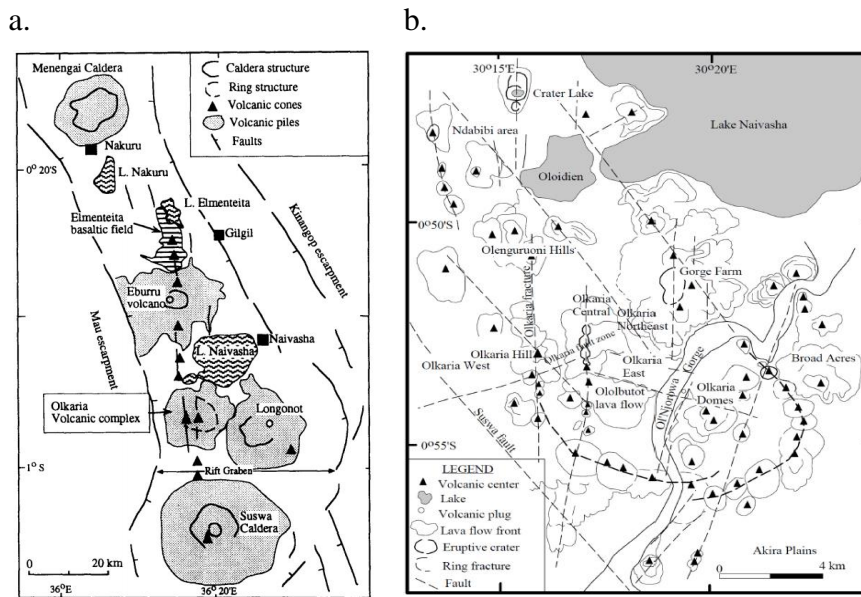 a.
Menengai Caldera
Caldera structure
Ring structure
Volcanic cones
Volcanic piles
Faults
Nakuru
0° 20'S
L. Nakuru
L. Elmenteita
Elmenteita
basaltic field
Gilgil
Kinangop escarpment
Eburru
volcano
Mau escarpment
Naivasha
L. Naivasha
Olkaria
Volcanic complex
Longonot
1° S
Rift Graben
Suswa
Caldera
0 20 km
36°E
36° 20'E
b.
30°15'E
30°20'E
Crater Lake
Lake Naivasha
Ndabibi area
Oloidien
0°50'S
Olenguruoni Hills
Gorge Farm
Olkaria fracture
Olkaria
Central
Olkaria
Northeast
Olkaria Hill
Olkaria fault zone
Olkaria West
Olkaria
East
Ol'Njorowa Gorge
Broad Acres
Olkaria
Domes
Ololbutot
lava flow
Suswa fault
0°55'S
LEGEND
Volcanic center
Lake
Volcanic plug
Lava flow front
Eruptive crater
Ring fracture
Fault
Akira Plains
0 4 km